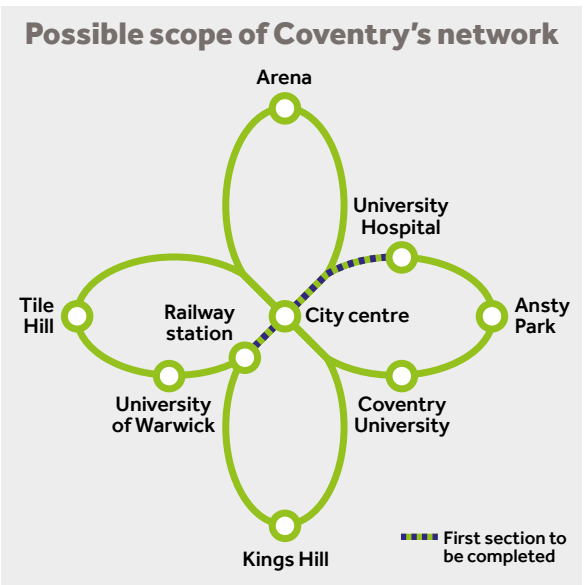 Possible scope of Coventry's network
Arena
University
Hospital
Tile
Hill
Railway
station
City centre
Ansty
Park
University
of Warwick
Coventry
University
Kings Hill
First section to
be completed